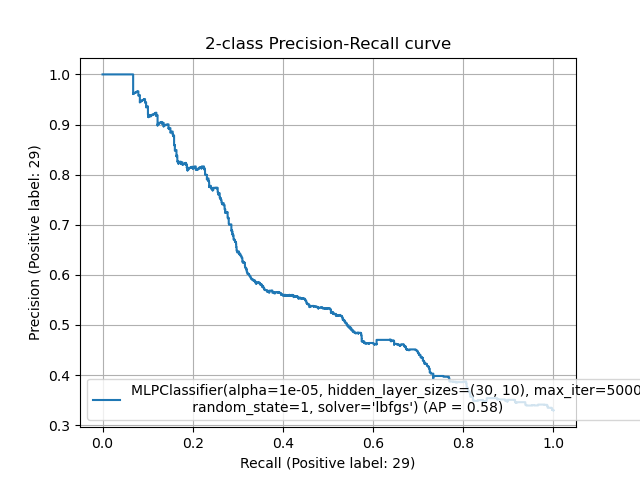 2-class Precision-Recall curve
1.0
0.9
0.8
0.7
0.6
0.5
0.4
0.3
Precision (Positive label: 29)
MLPClassifier(alpha=1e-05, hidden_layer_sizes=(30, 10), max_iter=5000
random_state=1, solver='lbfgs') (AP = 0.58)
0.0 0.2 0.4 0.6 0.8 1.0
Recall (Positive label: 29)